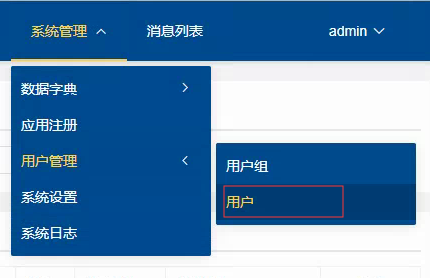 系统管理 消息列表 admin
数据字典
应用注册
用户管理
系统设置
系统日志
用户组
用户